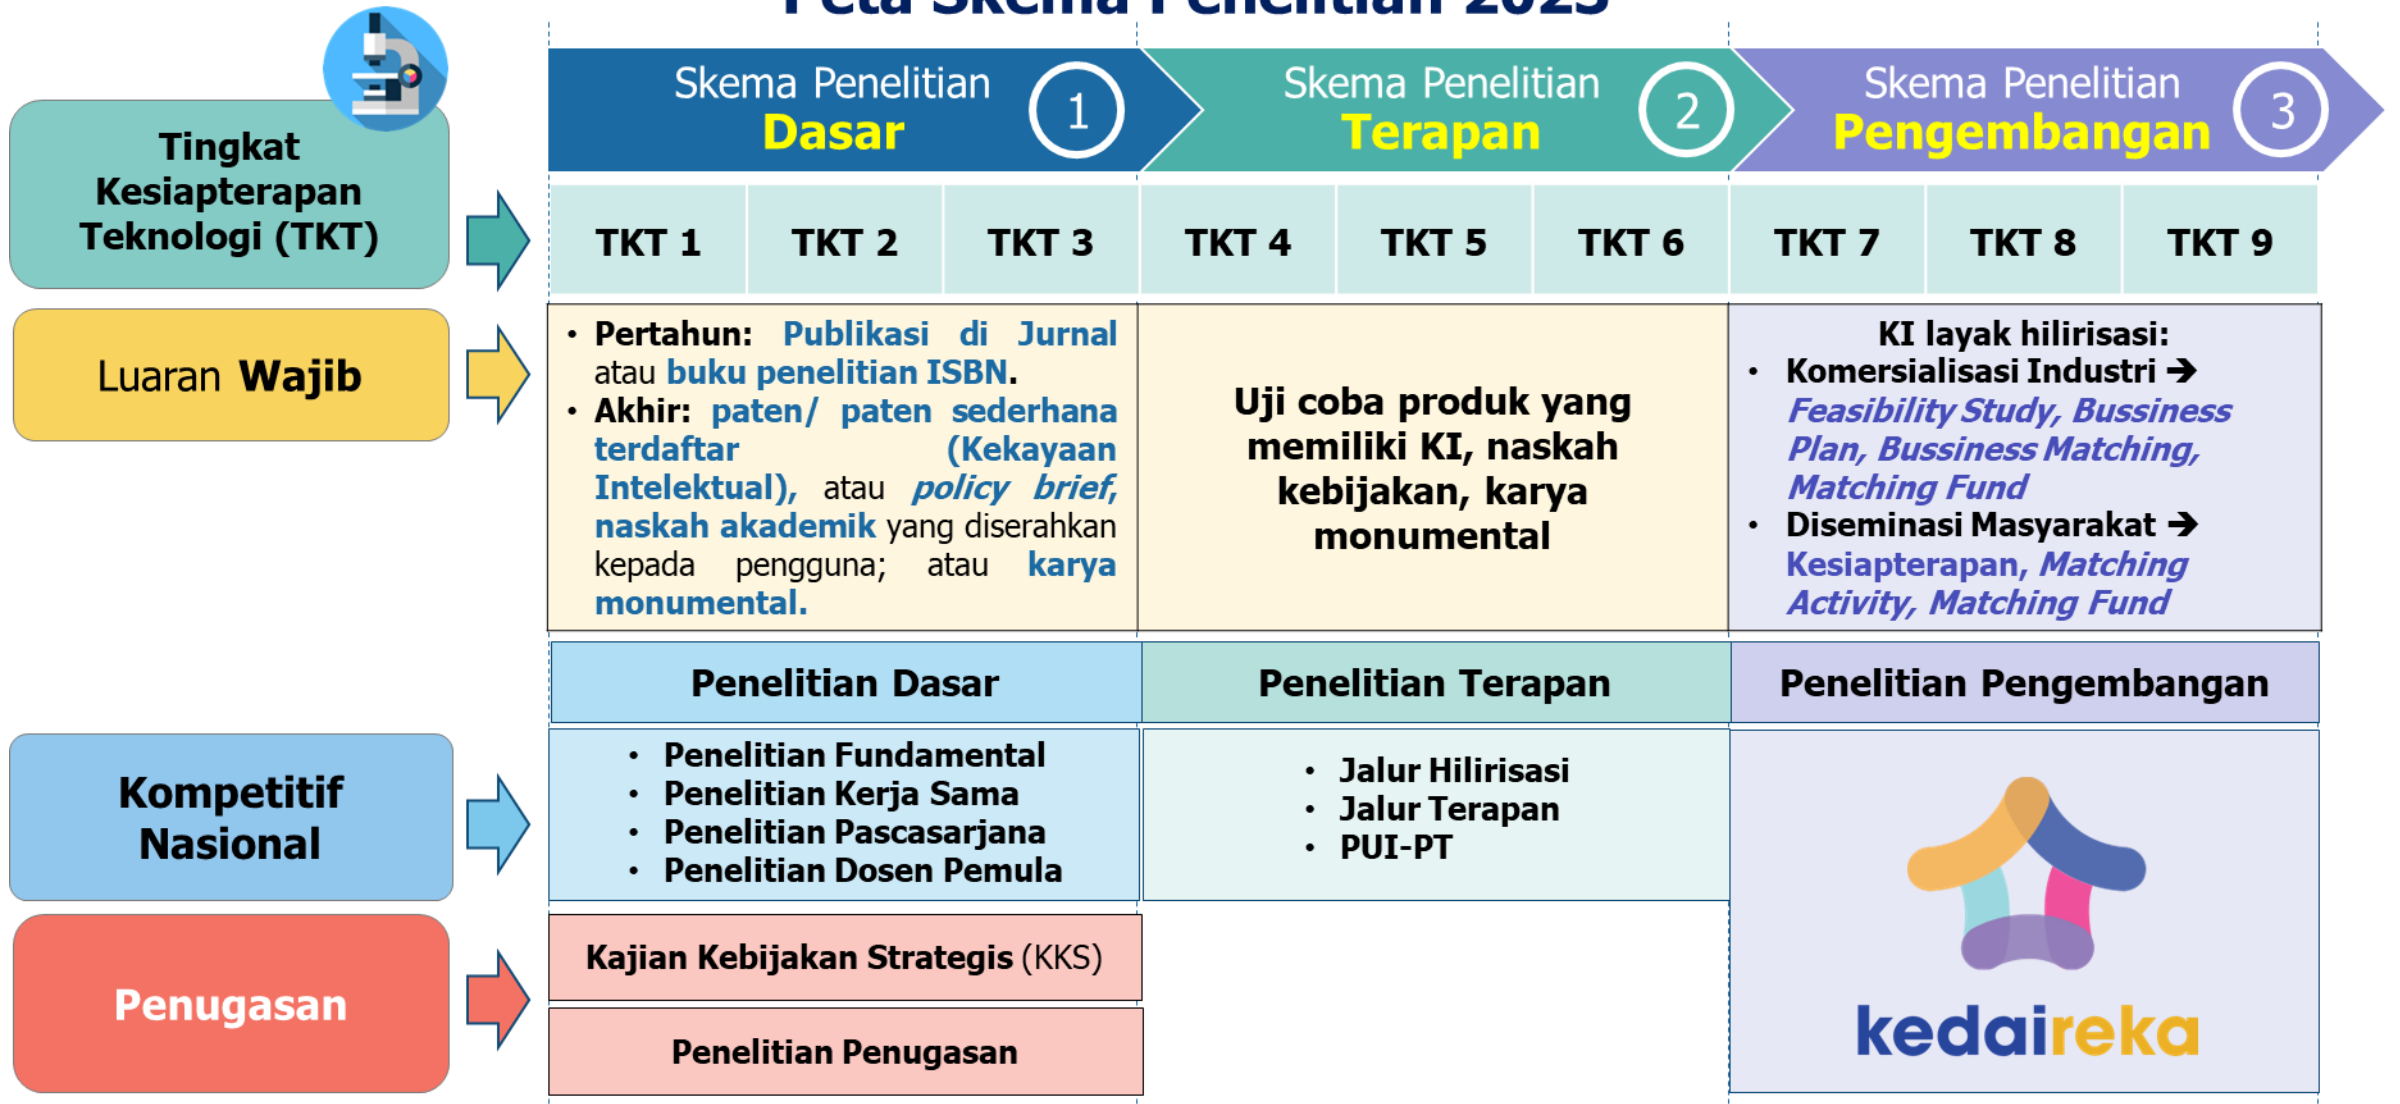 Peta Skema Penelitian 2023
Skema Penelitian
Dasar
1
Skema Penelitian
Terapan
2
Skema Penelitian
Pengembangan
3
Tingkat
Kesiapterapan
Teknologi (TKT)
TKT 1
TKT 2
TKT 3
TKT 4
TKT 5
TKT 6
TKT 7
TKT 8
TKT 9
Luaran Wajib
• Pertahun: Publikasi di Jurnal
atau buku penelitian ISBN.
• Akhir: paten/ paten sederhana
terdaftar (Kekayaan
Intelektual), atau policy brief,
naskah akademik yang diserahkan
kepada pengguna; atau karya
monumental.
Uji coba produk yang
memiliki KI, naskah
kebijakan, karya
monumental
KI layak hilirisasi:
• Komersialisasi Industri ➔
Feasibility Study, Bussiness
Plan, Bussiness Matching,
Matching Fund
• Diseminasi Masyarakat ➔
Kesiapterapan, Matching
Activity, Matching Fund
Penelitian Dasar
Penelitian Terapan
Penelitian Pengembangan
Kompetitif
Nasional
• Penelitian Fundamental
• Penelitian Kerja Sama
• Penelitian Pascasarjana
• Penelitian Dosen Pemula
• Jalur Hilirisasi
• Jalur Terapan
• PUI-PT
kedaireka
Penugasan
Kajian Kebijakan Strategis (KKS)
Penelitian Penugasan